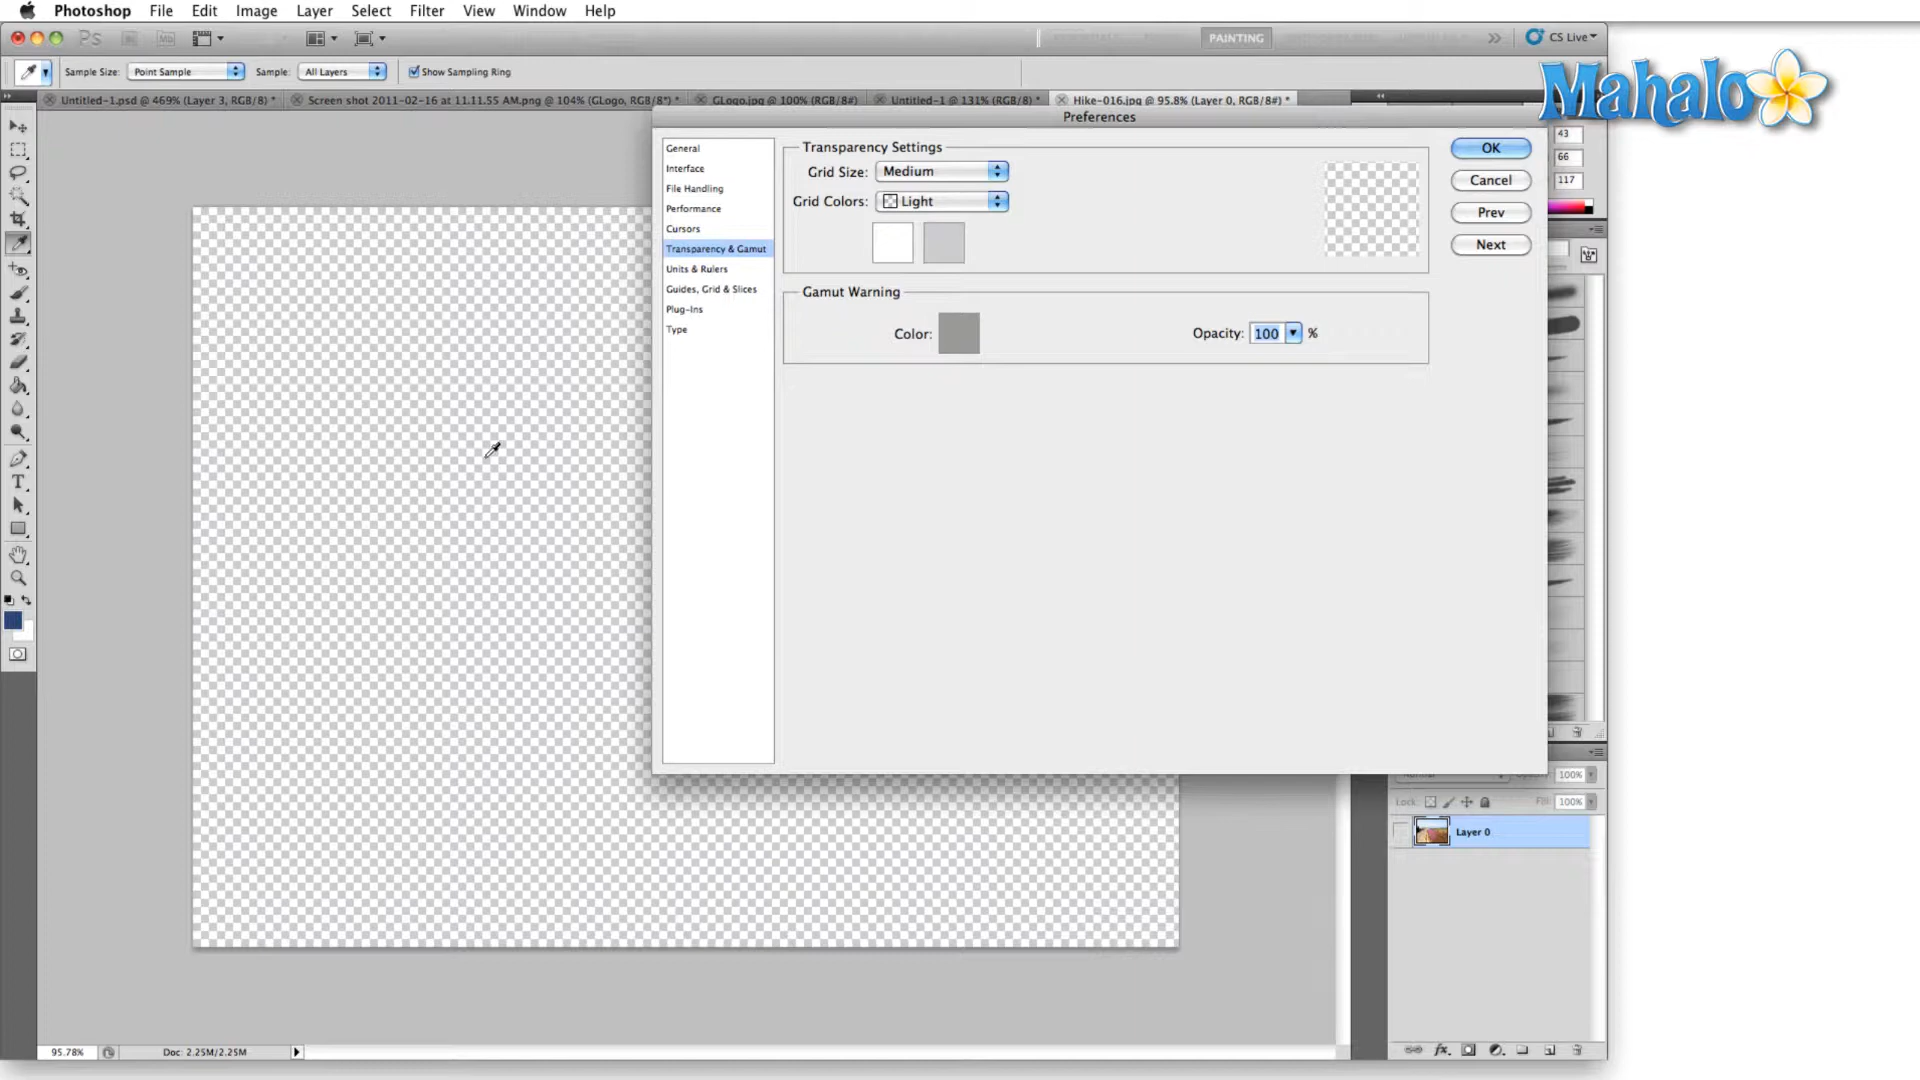 Photoshop File Edit Image Layer Select Filter View Window Help
Ps Mb PAINTING CS Live
Sample Size: Point Sample Sample: All Layers Show Sampling Ring
Mahalo
Untitled-1.psd @ 469% (Layer 3, RGB/8) * Screen shot 2011-02-16 at 11.11.55 AM.png @ 104% (GLogo, RGB/8*) * GLogo.jpg @ 100% (RGB/8#) Untitled-1 @ 131% (RGB/8) * Hike-016.jpg @ 95.8% (Layer 0, RGB/8#) *
Preferences
General
Interface
File Handling
Performance
Cursors
Transparency & Gamut
Units & Rulers
Guides, Grid & Slices
Plug-Ins
Type
Transparency Settings
Grid Size: Medium
Grid Colors: Light
Gamut Warning
Color: Opacity: 100 %
OK
Cancel
Prev
Next
43
66
117
100%
Lock: Fill: 100%
Layer 0
T
95.78% Doc: 2.25M/2.25M
fx